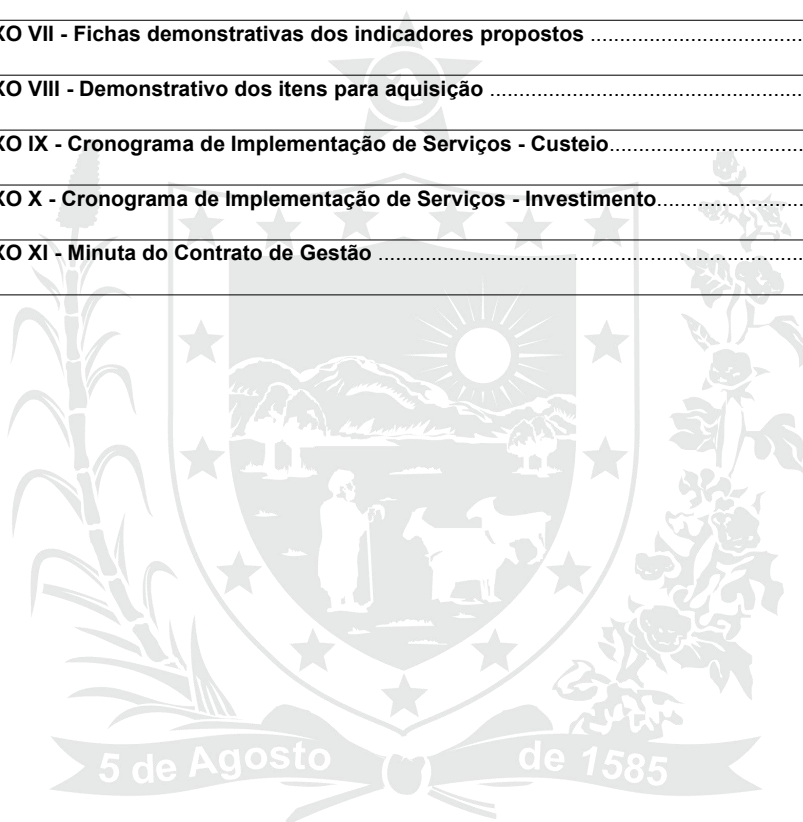 XO VII - Fichas demonstrativas dos indicadores propostos ....................................
XO VIII - Demonstrativo dos itens para aquisição ......................................................
XO IX - Cronograma de Implementação de Serviços - Custeio.................................
XO X - Cronograma de Implementação de Serviços - Investimento.........................
XO XI - Minuta do Contrato de Gestão .........................................................................
5 de Agosto de 1585